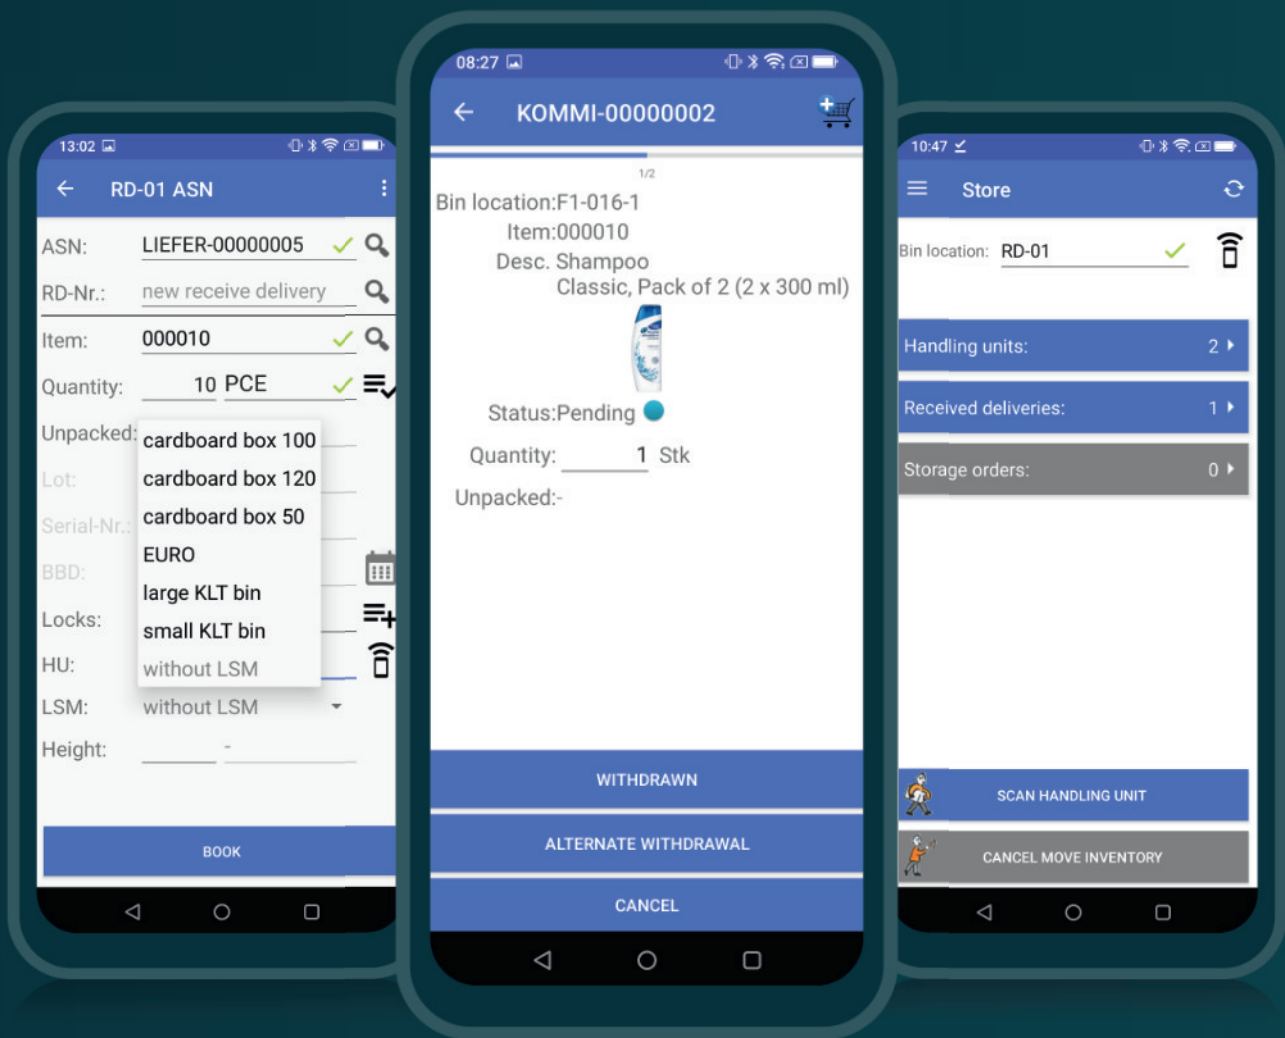 13:02
RD-01 ASN
ASN: LIEFER-00000005
RD-Nr.: new receive delivery
Item: 000010
Quantity: 10 PCE
Unpacked:
cardboard box 100
Lot:
cardboard box 120
Serial-Nr.:
cardboard box 50
BBD:
EURO
large KLT bin
Locks:
small KLT bin
HU:
without LSM
LSM: without LSM
Height: -
BOOK
08:27
KOMMI-00000002
1/2
Bin location:F1-016-1
Item:000010
Desc. Shampoo
Classic, Pack of 2 (2 x 300 ml)
Status:Pending
Quantity: 1 Stk
Unpacked:-
WITHDRAWN
ALTERNATE WITHDRAWAL
CANCEL
10:47
Store
Bin location: RD-01
Handling units: 2
Received deliveries: 1
Storage orders: 0
SCAN HANDLING UNIT
CANCEL MOVE INVENTORY